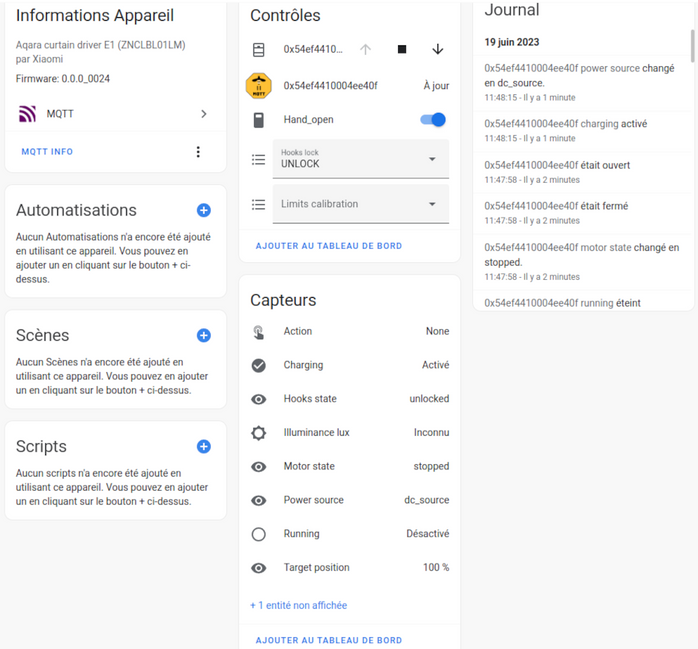 Informations Appareil
Aqara curtain driver E1 (ZNCLBL01LM)
par Xiaomi
Firmware: 0.0.0_0024
MQTT
MQTT INFO
Automatisations
Aucun Automatisations n'a encore été ajouté
en utilisant ce appareil. Vous pouvez en
ajouter un en cliquant sur le bouton + ci-
dessus.
Scènes
Aucun Scènes n'a encore été ajouté en
utilisant ce appareil. Vous pouvez en ajouter
un en cliquant sur le bouton + ci-dessus.
Scripts
Aucun scripts n'a encore été ajouté en
utilisant ce appareil. Vous pouvez en ajouter
un en cliquant sur le bouton + ci-dessus.
Contrôles
0x54ef4410...
MQTT
0x54ef4410004ee40f À jour
Hand_open
Hooks lock
UNLOCK
Limits calibration
AJOUTER AU TABLEAU DE BORD
Capteurs
Action None
Charging Activé
Hooks state unlocked
Illuminance lux Inconnu
Motor state stopped
Power source dc_source
Running Désactivé
Target position 100 %
+ 1 entité non affichée
AJOUTER AU TABLEAU DE BORD
Journal
19 juin 2023
0x54ef4410004ee40f power source changé
en dc_source.
11:48:15 - Il y a 1 minute
0x54ef4410004ee40f charging activé
11:48:15 - Il y a 1 minute
0x54ef4410004ee40f était ouvert
11:47:58 - Il y a 2 minutes
0x54ef4410004ee40f était fermé
11:47:58 - Il y a 2 minutes
0x54ef4410004ee40f motor state changé en
stopped.
11:47:58 - Il y a 2 minutes
0x54ef4410004ee40f running éteint